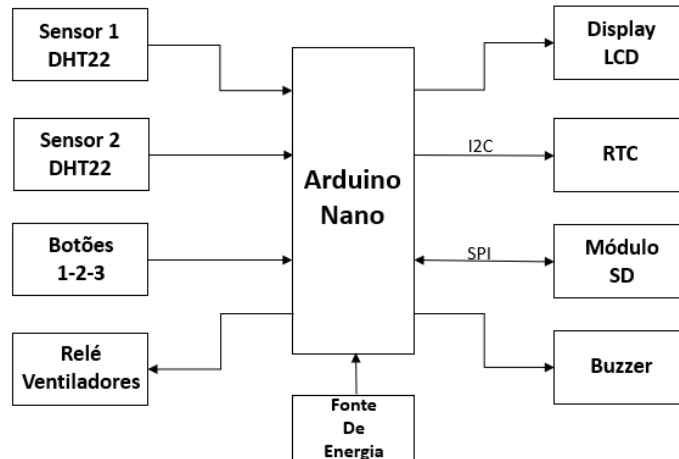 Sensor 1
DHT22
Display
LCD
Sensor 2
DHT22
Arduino
Nano
I2C
RTC
Botões
1-2-3
SPI
Módulo
SD
Relé
Ventiladores
Buzzer
Fonte
De
Energia